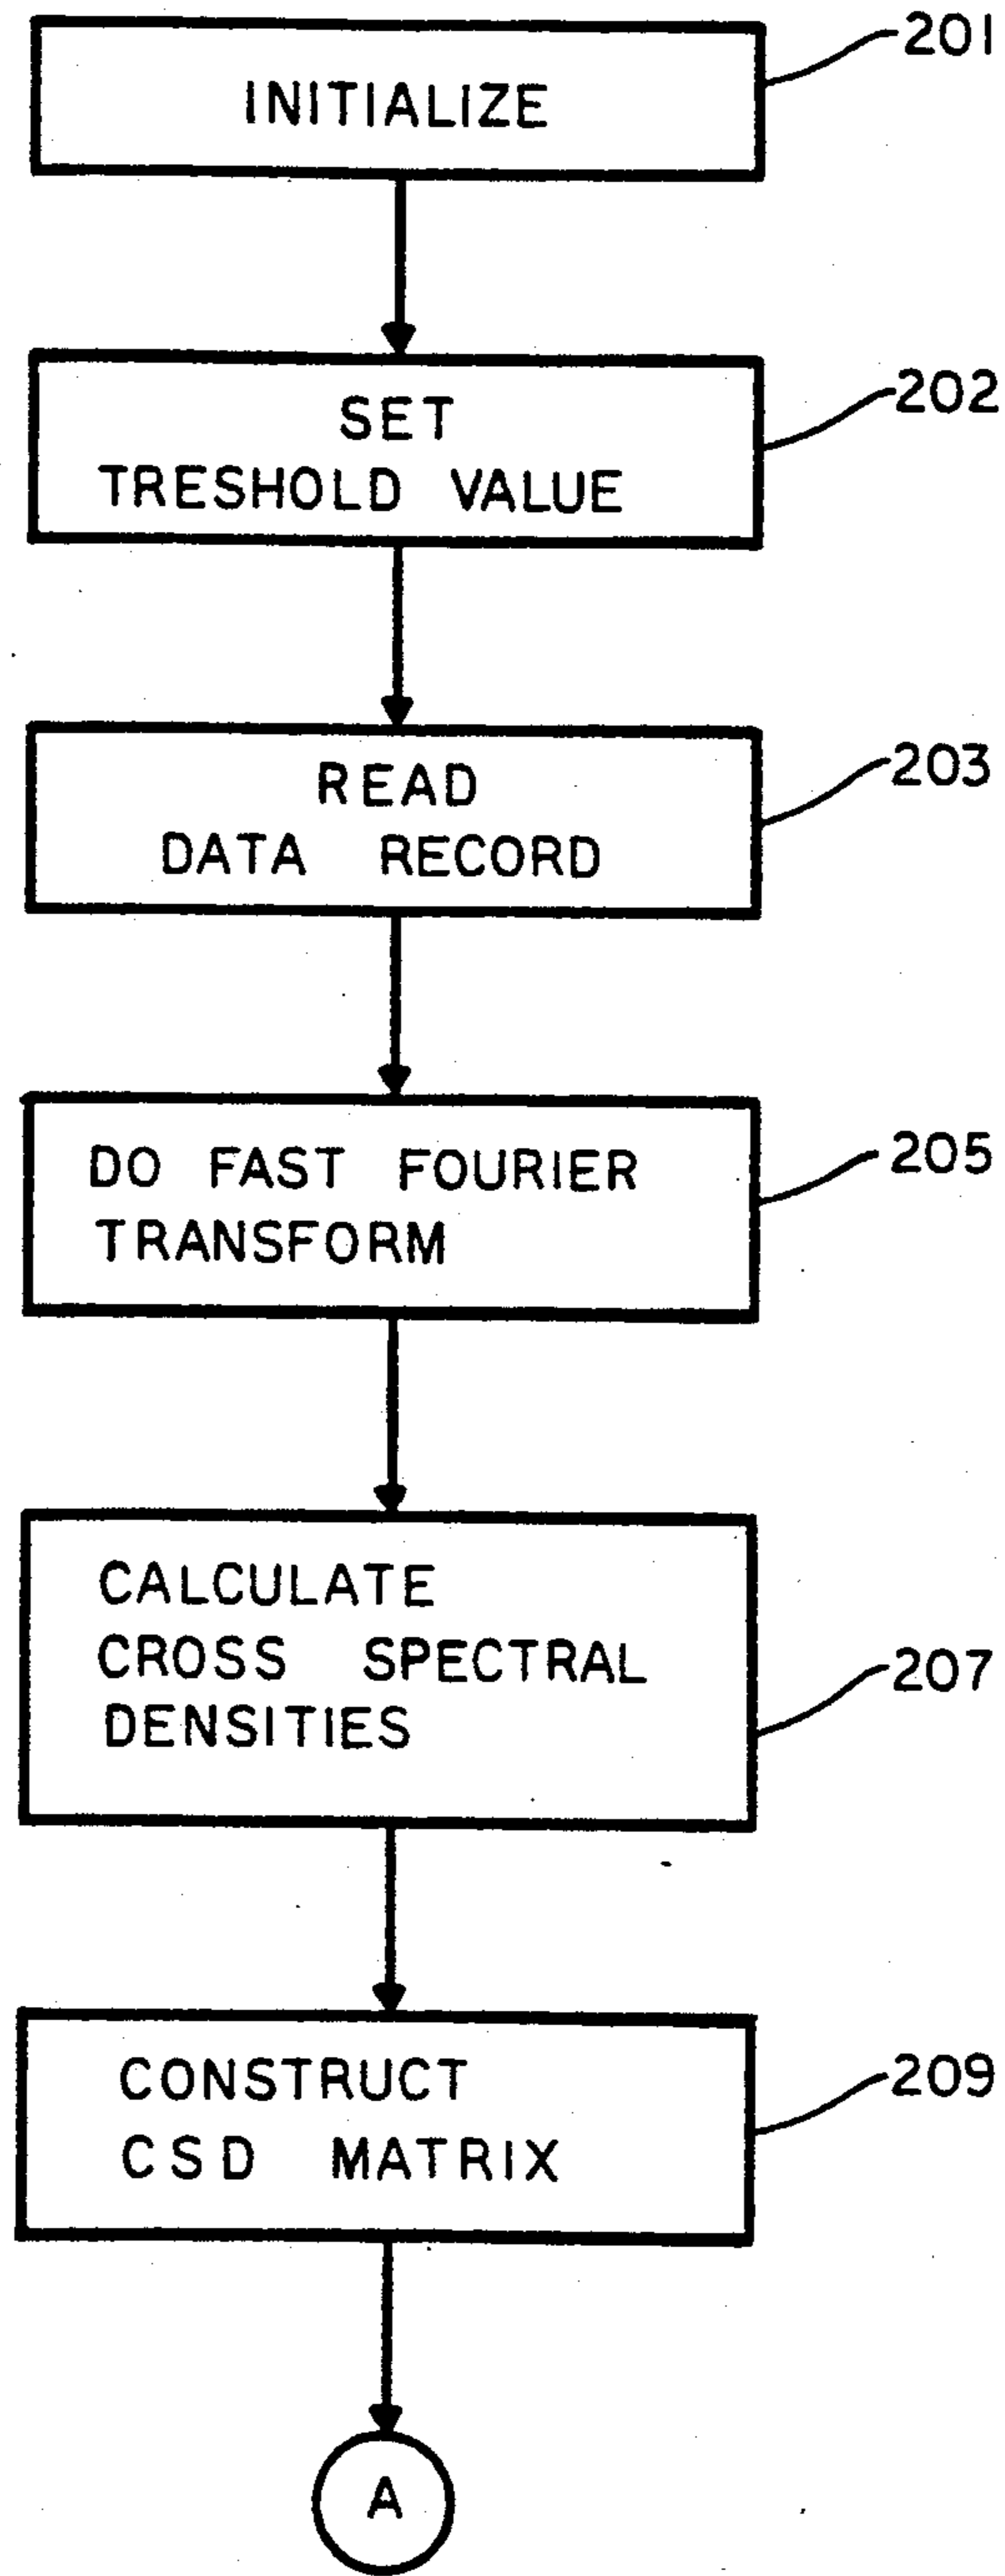 201
INITIALIZE
202
SET
TRESHOLD VALUE
203
READ
DATA RECORD
205
DO FAST FOURIER
TRANSFORM
CALCULATE
CROSS SPECTRAL
207
DENSITIES
209
CONSTRUCT
CSD MATRIX
A